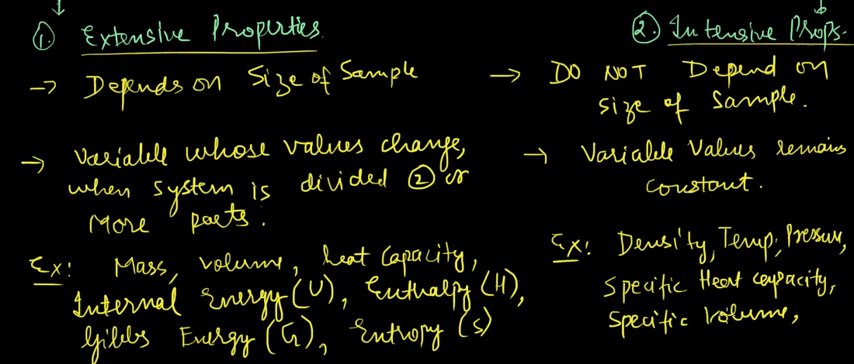 ① Extensive Properties.
→ Depends on Size of Sample
→ Variable whose values change,
when system is divided ② or
More parts.
Ex: Mass, volume, heat capacity,
Internal Energy (U), Enthalpy (H),
Gibbs Energy (G), Entropy (S)
② Intensive Props.
→ DO NOT Depend on
Size of Sample.
→ Variable Values remains
constant.
Ex: Density, Temp, Pressure,
Specific Heat capacity,
Specific Volume,